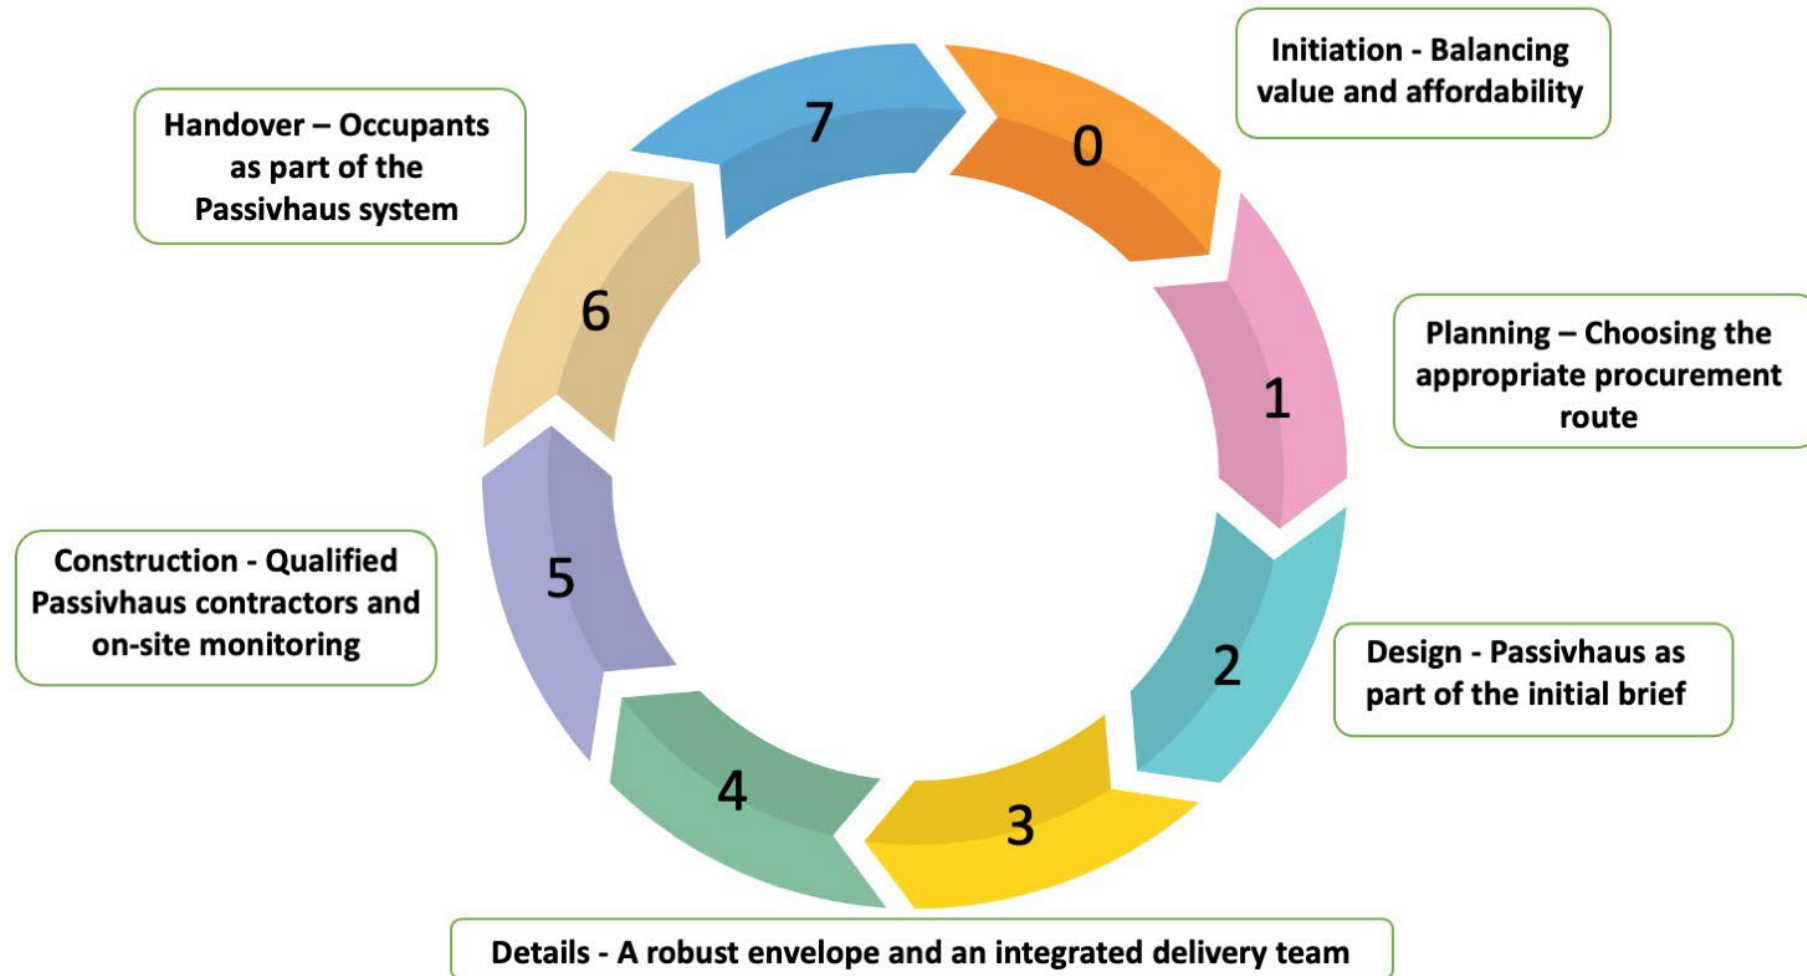 7
0
Initiation - Balancing
value and affordability
Handover – Occupants
as part of the
Passivhaus system
6
1
Planning – Choosing the
appropriate procurement
route
5
Construction - Qualified
Passivhaus contractors and
on-site monitoring
2
Design - Passivhaus as
part of the initial brief
4
3
Details - A robust envelope and an integrated delivery team